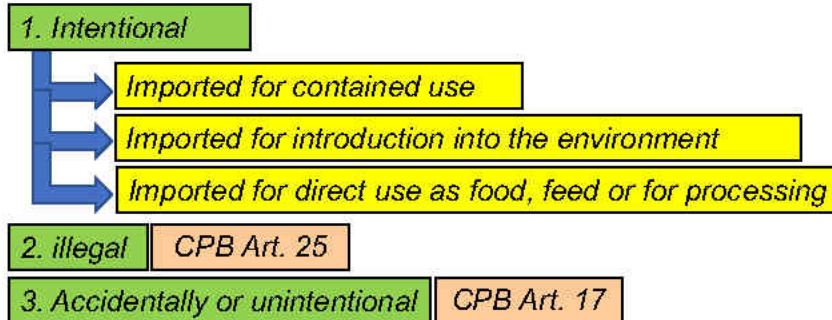 1. Intentional
Imported for contained use
Imported for introduction into the environment
Imported for direct use as food, feed or for processing
2. illegal CPB Art. 25
3. Accidentally or unintentional CPB Art. 17